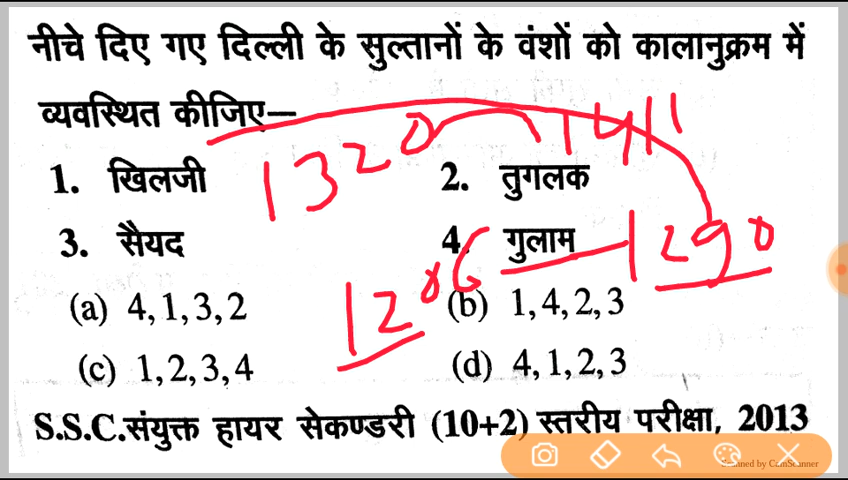 नीचे दिए गए दिल्ली के सुल्तानों के वंशों को कालानुक्रम में
व्यवस्थित कीजिए—
1320 1411
1. खिलजी 2. तुगलक
3. सैयद 4. गुलाम 1290
1206
(a) 4, 1, 3, 2 (b) 1, 4, 2, 3
(c) 1, 2, 3, 4 (d) 4, 1, 2, 3
S.S.C. संयुक्त हायर सेकण्डरी (10+2) स्तरीय परीक्षा, 2013
Scanned by CamScanner